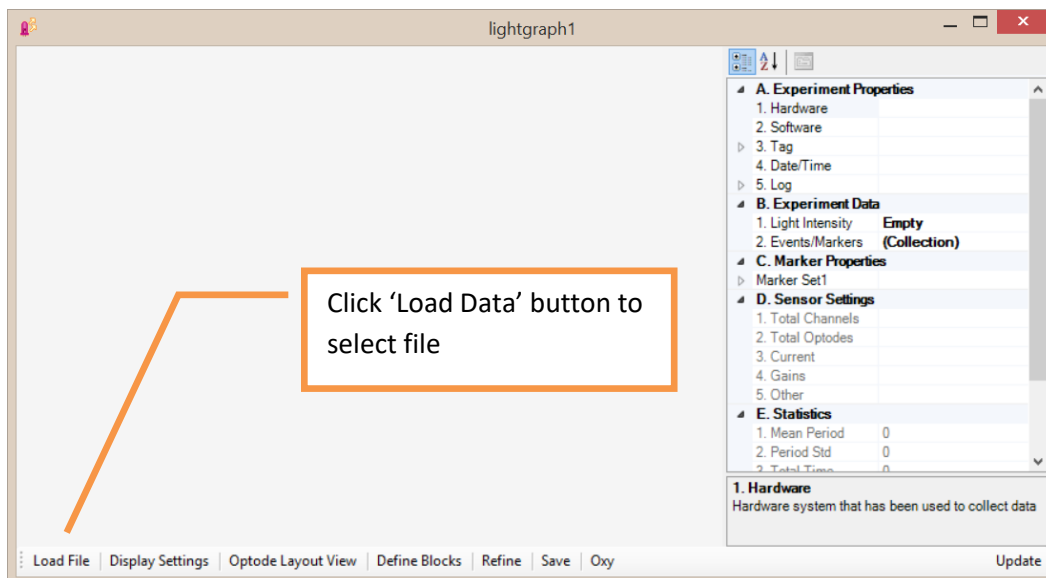 lightgraph1
A. Experiment Properties
1. Hardware
2. Software
3. Tag
4. Date/Time
5. Log
B. Experiment Data
1. Light Intensity Empty
2. Events/Markers (Collection)
C. Marker Properties
Marker Set1
D. Sensor Settings
1. Total Channels
2. Total Optodes
3. Current
4. Gains
5. Other
E. Statistics
1. Mean Period 0
2. Period Std 0
3. Total Time 0
1. Hardware
Hardware system that has been used to collect data
Click ‘Load Data’ button to
select file
Load File Display Settings Optode Layout View Define Blocks Refine Save Oxy Update